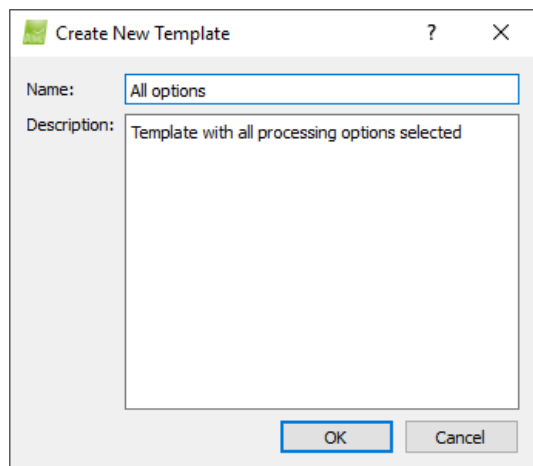 Create New Template ?
Name: All options
Description: Template with all processing options selected
OK Cancel